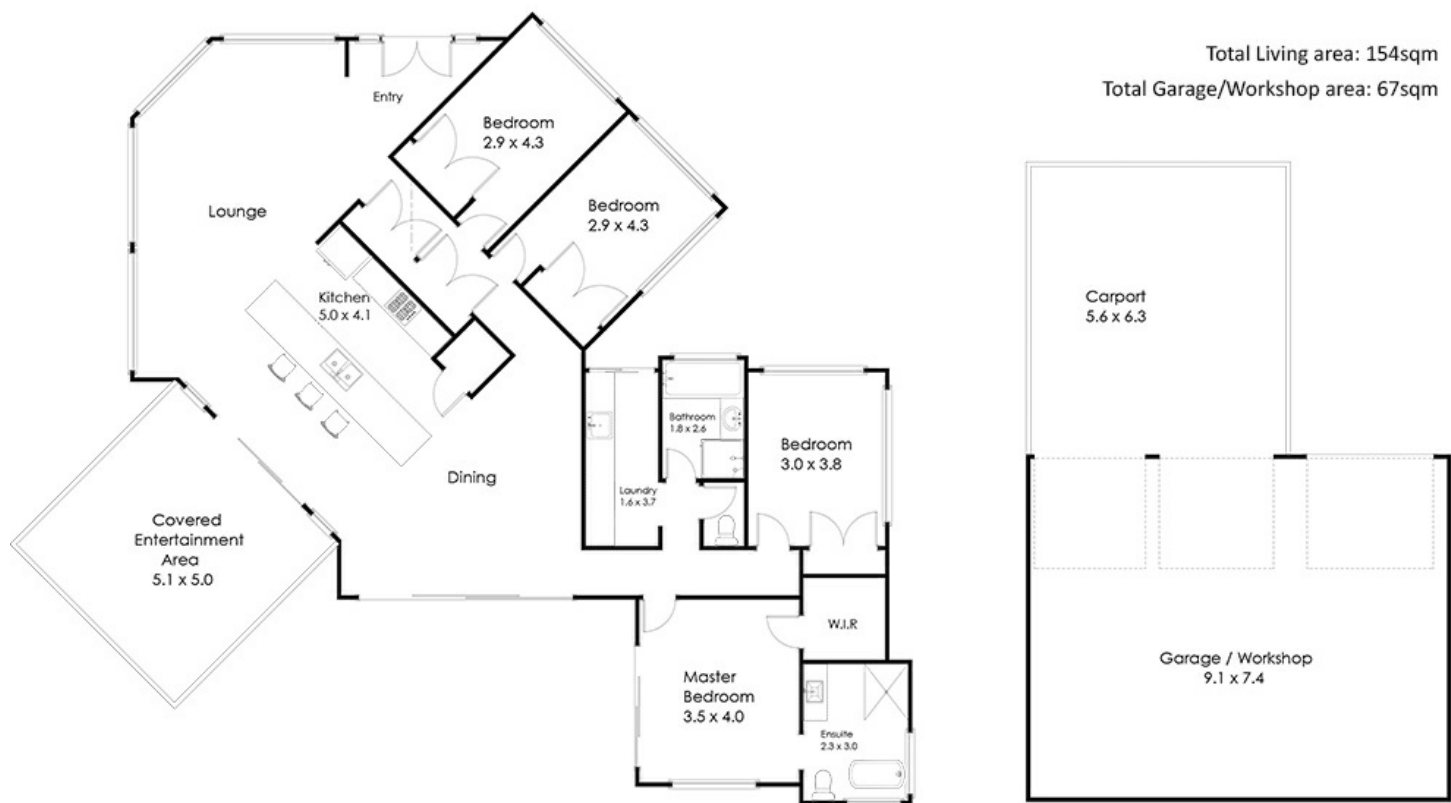 Total Living area: 154sqm
Total Garage/Workshop area: 67sqm
Entry
Bedroom
2.9 x 4.3
Bedroom
2.9 x 4.3
Lounge
Kitchen
5.0 x 4.1
Carport
5.6 x 6.3
Bathroom
1.8 x 2.6
Bedroom
3.0 x 3.8
Dining
Laundry
1.6 x 3.7
Covered
Entertainment
Area
5.1 x 5.0
W.I.R
Garage / Workshop
9.1 x 7.4
Master
Bedroom
3.5 x 4.0
Ensuite
2.3 x 3.0